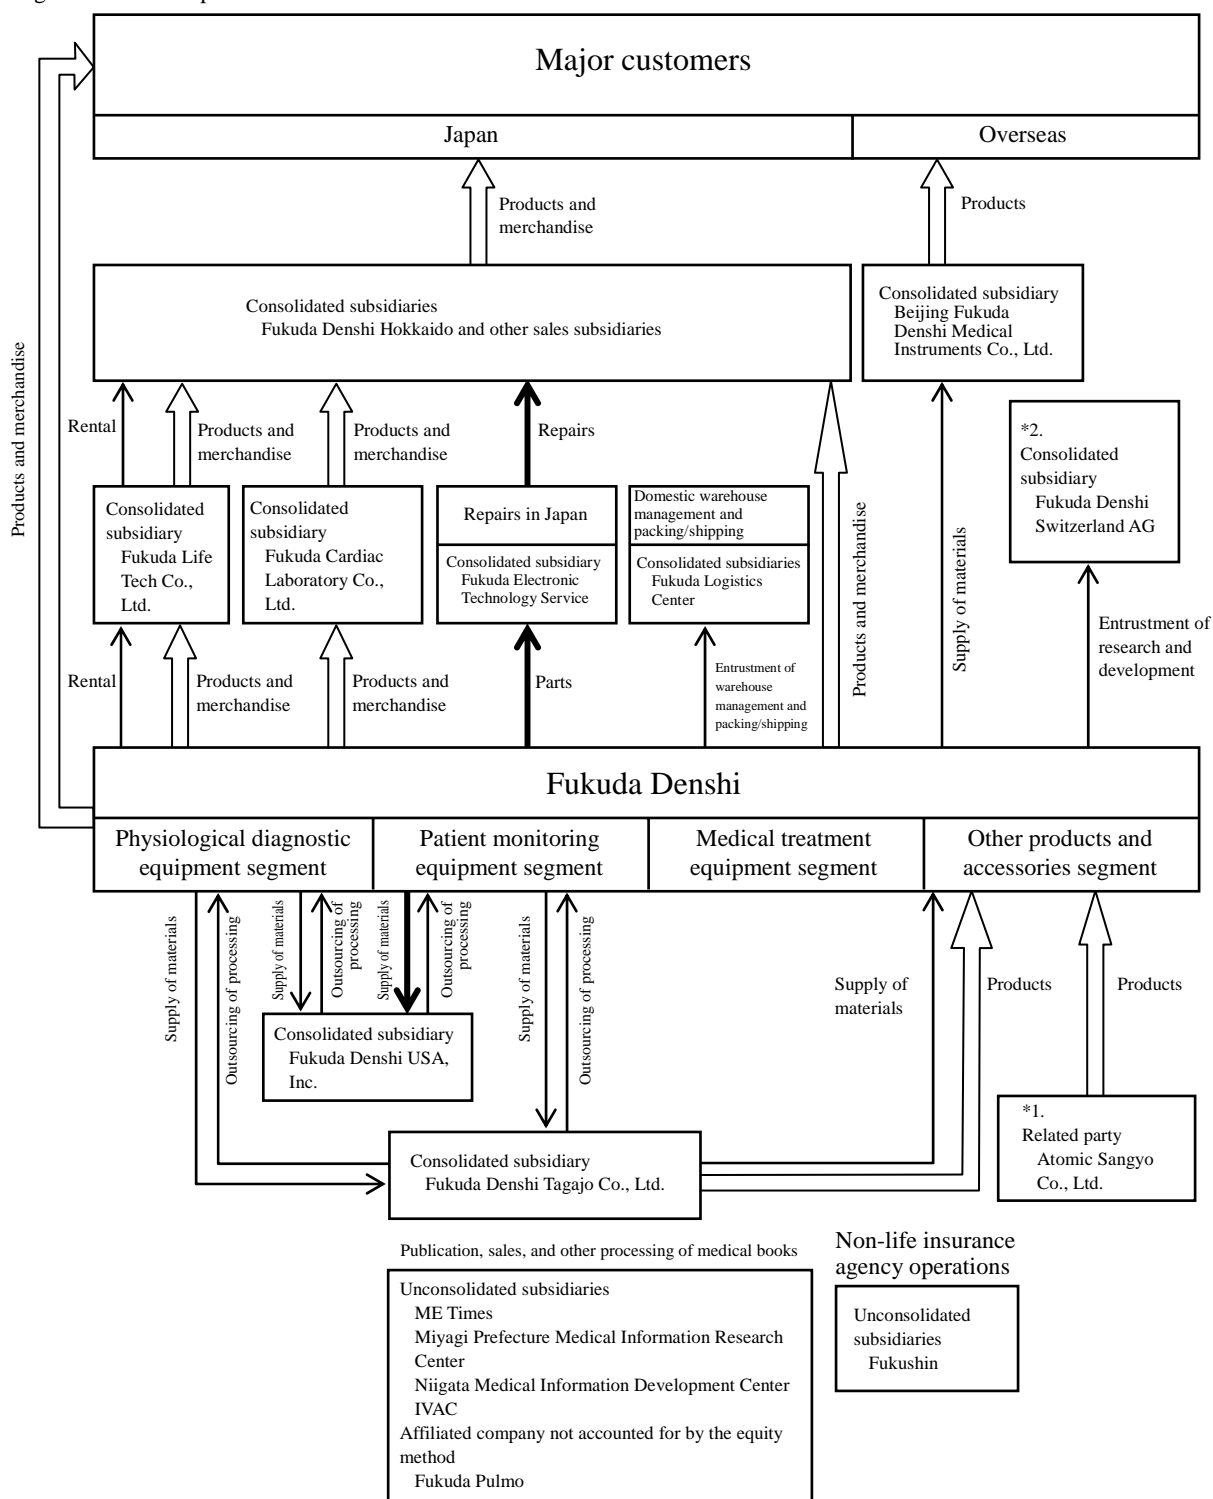 Major customers
Japan
Overseas
Products and
merchandise
Products
Consolidated subsidiaries
Fukuda Denshi Hokkaido and other sales subsidiaries
Consolidated subsidiary
Beijing Fukuda
Denshi Medical
Instruments Co., Ltd.
Products and merchandise
Rental
Products and
merchandise
Products and
merchandise
Repairs
*2.
Consolidated
subsidiary
Fukuda Denshi
Switzerland AG
Consolidated
subsidiary
Fukuda Life
Tech Co.,
Ltd.
Consolidated
subsidiary
Fukuda Cardiac
Laboratory Co.,
Ltd.
Repairs in Japan
Consolidated subsidiary
Fukuda Electronic
Technology Service
Domestic warehouse
management and
packing/shipping
Consolidated subsidiaries
Fukuda Logistics
Center
Products and merchandise
Supply of materials
Entrustment of
research and
development
Rental
Products and
merchandise
Products and
merchandise
Parts
Entrustment of
warehouse
management and
packing/shipping
Fukuda Denshi
Physiological diagnostic
equipment segment
Patient monitoring
equipment segment
Medical treatment
equipment segment
Other products and
accessories segment
Supply of materials
Outsourcing of processing
Supply of materials
Outsourcing of
processing
Supply of materials
Outsourcing of
processing
Supply of materials
Outsourcing of processing
Supply of
materials
Products
Products
Consolidated subsidiary
Fukuda Denshi USA,
Inc.
*1.
Related party
Atomic Sangyo
Co., Ltd.
Consolidated subsidiary
Fukuda Denshi Tagajo Co., Ltd.
Publication, sales, and other processing of medical books
Unconsolidated subsidiaries
ME Times
Miyagi Prefecture Medical Information Research
Center
Niigata Medical Information Development Center
IVAC
Affiliated company not accounted for by the equity
method
Fukuda Pulmo
Non-life insurance
agency operations
Unconsolidated
subsidiaries
Fukushin